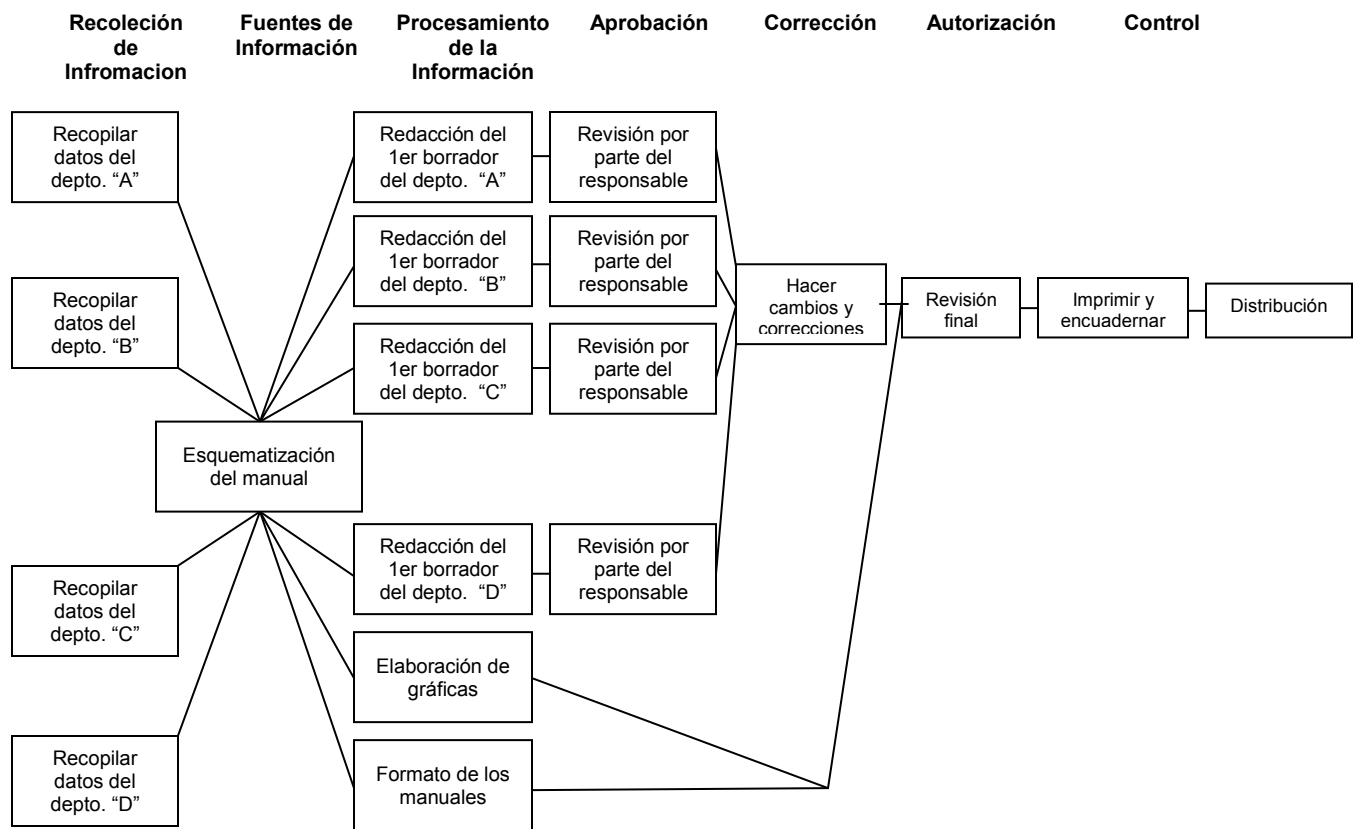 Recoleción
de
Infromacion
Fuentes de
Información
Procesamiento
de la
Información
Aprobación
Corrección
Autorización
Control
Recopilar
datos del
depto. “A”
Recopilar
datos del
depto. “B”
Recopilar
datos del
depto. “C”
Recopilar
datos del
depto. “D”
Esquematización
del manual
Redacción del
1er borrador
del depto. “A”
Redacción del
1er borrador
del depto. “B”
Redacción del
1er borrador
del depto. “C”
Redacción del
1er borrador
del depto. “D”
Elaboración de
gráficas
Formato de los
manuales
Revisión por
parte del
responsable
Revisión por
parte del
responsable
Revisión por
parte del
responsable
Revisión por
parte del
responsable
Hacer
cambios y
correcciones
Revisión
final
Imprimir y
encuadernar
Distribución